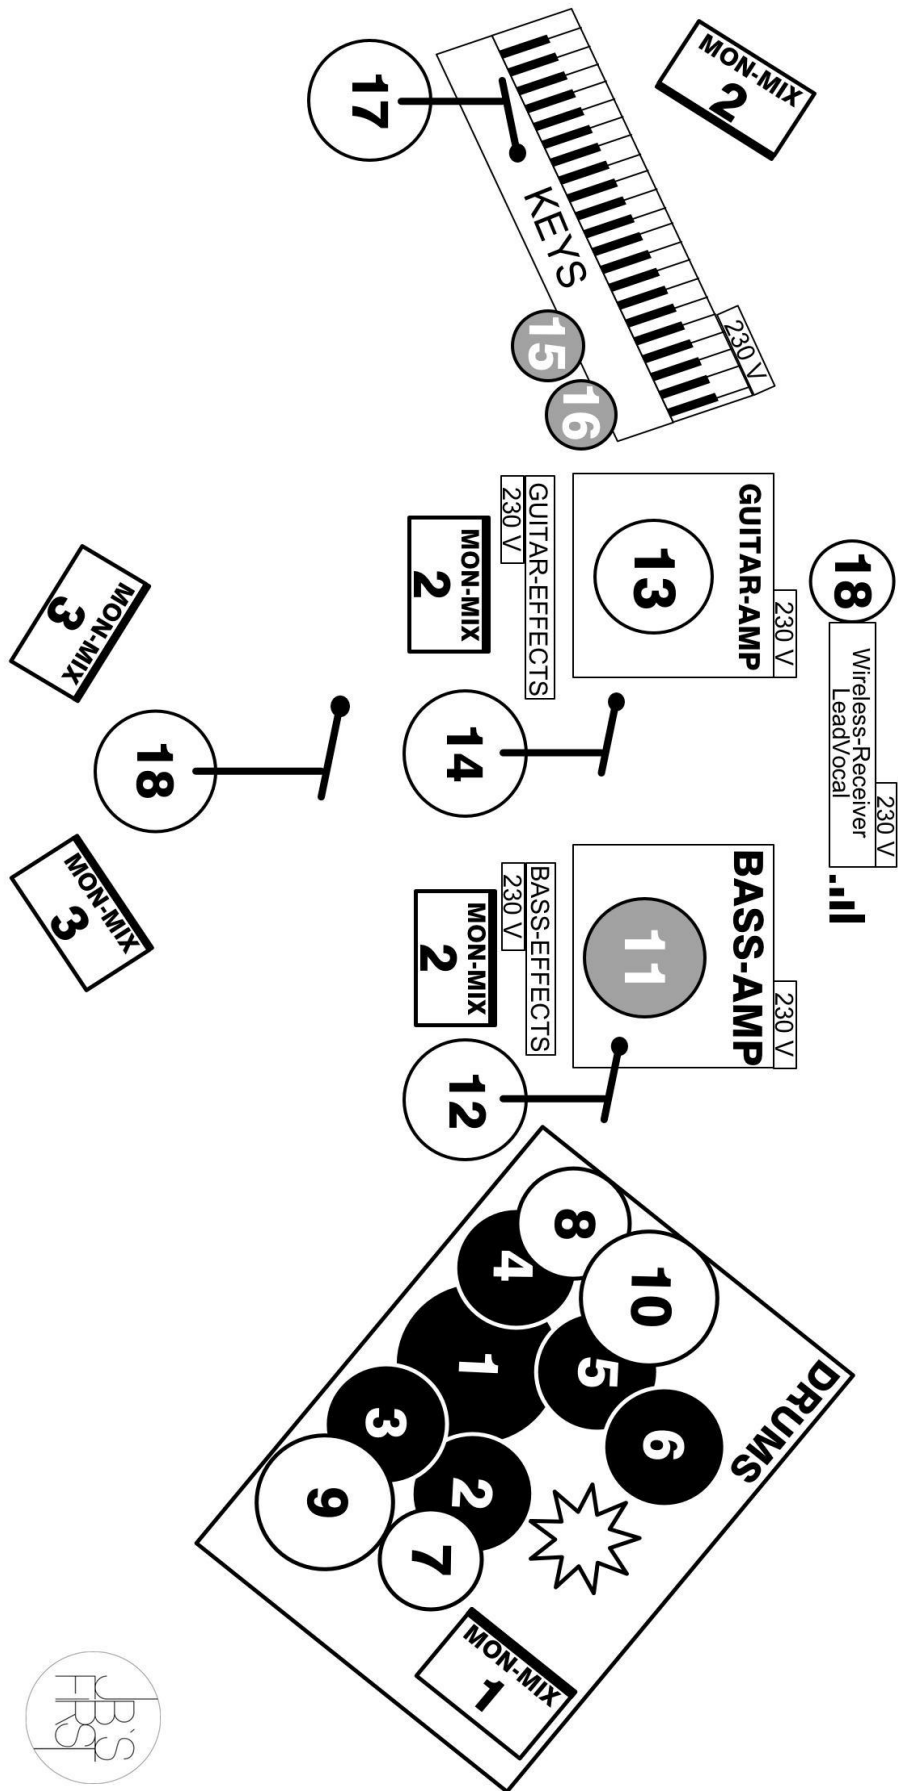 230 V
Wireless-Receiver
LeadVocal
18
MON-MIX
2
230 V
KEYS
15
16
17
230 V
GUITAR-AMP
13
GUITAR-EFFECTS
230 V
MON-MIX
2
14
230 V
BASS-AMP
11
BASS-EFFECTS
230 V
MON-MIX
2
12
DRUMS
10
6
8
5
4
1
2
3
7
9
MON-MIX
1
18
MON-MIX
3
MON-MIX
3
JB`S
FIRST